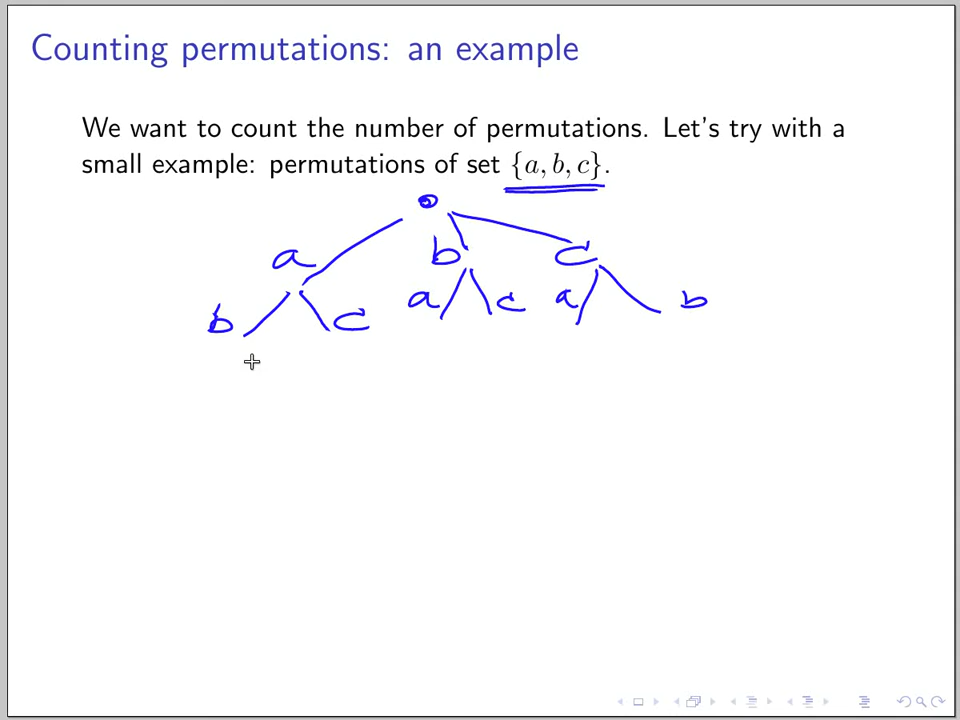 Counting permutations: an example
We want to count the number of permutations. Let's try with a
small example: permutations of set {a, b, c}.
a b c
b c a c a b